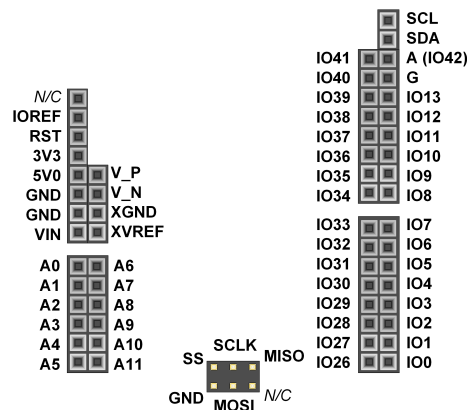 SCL
SDA
IO41 A (IO42)
IO40 G
IO39 IO13
IO38 IO12
IO37 IO11
IO36 IO10
IO35 IO9
IO34 IO8
IO33 IO7
IO32 IO6
IO31 IO5
IO30 IO4
IO29 IO3
IO28 IO2
IO27 IO1
IO26 IO0
N/C
IOREF
RST
3V3
5V0 V_P
GND V_N
GND XGND
VIN XVREF
A0 A6
A1 A7
A2 A8
A3 A9
A4 A10
A5 A11
SCLK
SS MISO
GND N/C
MOSI